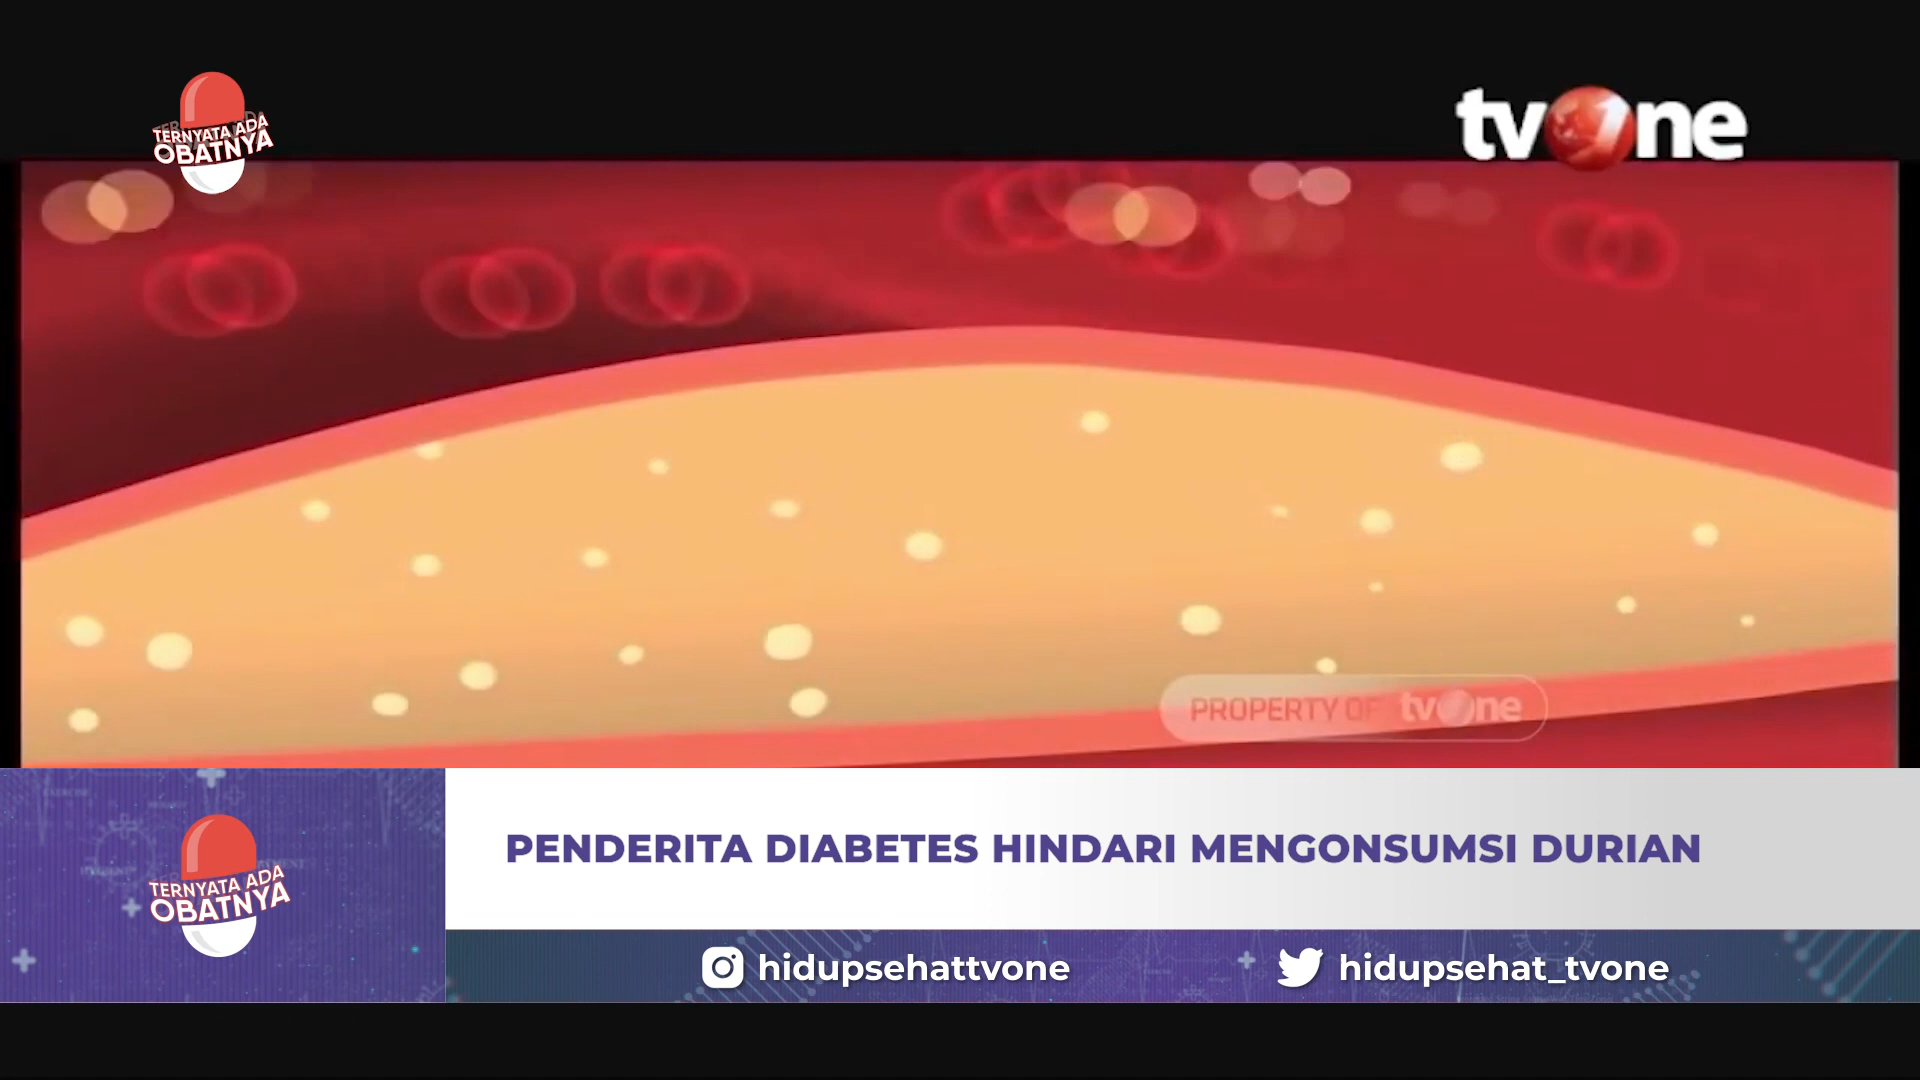 TERNYATA ADA
OBATNYA
tvOne
PROPERTY OF tvOne
PENDERITA DIABETES HINDARI MENGONSUMSI DURIAN
TERNYATA ADA
OBATNYA
hidupsehattvone
hidupsehat_tvone